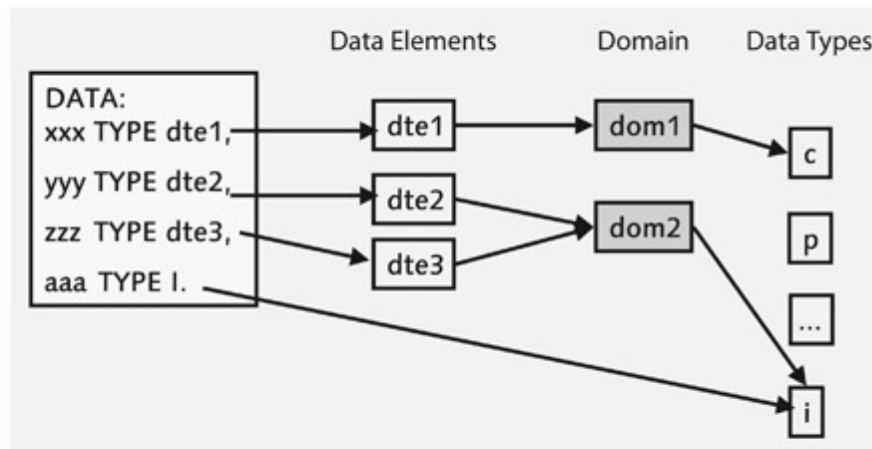 Data Elements Domain Data Types
DATA:
xxx TYPE dte1,
yyy TYPE dte2,
zzz TYPE dte3,
aaa TYPE I.
dte1
dte2
dte3
dom1
dom2
c
p
...
i